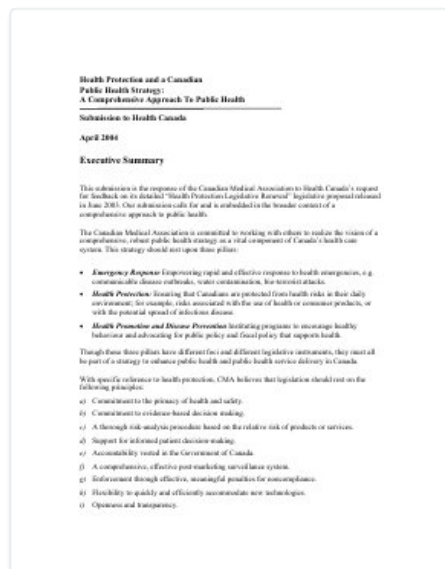 Health Protection and a Canadian
Public Health Strategy:
A Comprehensive Approach To Public Health
Submission to Health Canada
April 2004
Executive Summary
This submission is the response of the Canadian Medical Association to Health Canada's request
for feedback on its detailed "Health Protection Legislative Renewal" legislative proposal released
in June 2003. Our submission calls for and is embedded in the broader context of a
comprehensive approach to public health.
The Canadian Medical Association is committed to working with others to realize the vision of a
comprehensive, robust public health strategy as a vital component of Canada's health care
system. This strategy should rest upon three pillars:
• Emergency Response Empowering rapid and effective response to health emergencies, e.g.
communicable disease outbreaks, water contamination, bio-terrorist attacks.
• Health Protection: Ensuring that Canadians are protected from health risks in their daily
environment; for example, risks associated with the use of health or consumer products, or
with the potential spread of infectious disease.
• Health Promotion and Disease Prevention Instituting programs to encourage healthy
behaviour and advocating for public policy and fiscal policy that supports health.
Though these three pillars have different foci and different legislative instruments, they must all
be part of a strategy to enhance public health and public health service delivery in Canada.
With specific reference to health protection, CMA believes that legislation should rest on the
following principles:
a) Commitment to the primacy of health and safety.
b) Commitment to evidence-based decision making.
c) A thorough risk-analysis procedure based on the relative risk of products or services.
d) Support for informed patient decision-making.
e) Accountability vested in the Government of Canada.
f) A comprehensive, effective post-marketing surveillance system.
g) Enforcement through effective, meaningful penalties for noncompliance.
h) Flexibility to quickly and efficiently accommodate new technologies.
i) Openness and transparency.